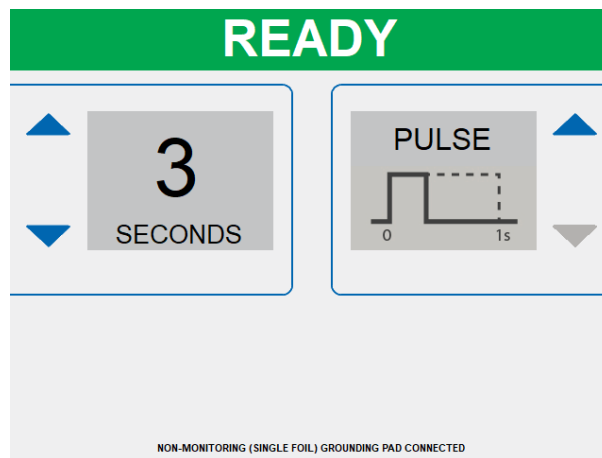 READY
3
SECONDS
PULSE
0 1s
NON-MONITORING (SINGLE FOIL) GROUNDING PAD CONNECTED